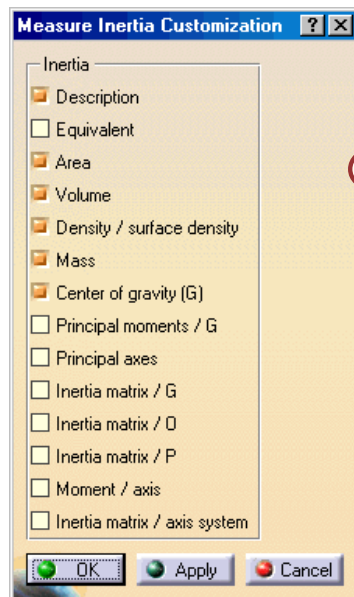 Measure Inertia Customization ? X
Inertia
Description
Equivalent
Area
Volume
Density / surface density
Mass
Center of gravity (G)
Principal moments / G
Principal axes
Inertia matrix / G
Inertia matrix / O
Inertia matrix / P
Moment / axis
Inertia matrix / axis system
OK Apply Cancel